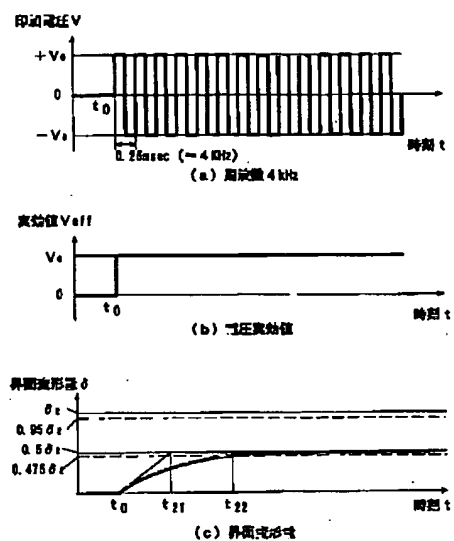 印加電圧V
+V₀
0
t₀
−V₀
時刻 t
0.25msec (=4KHz)
(a) 周波数4kHz
実効値Veff
V₀
0
t₀
時刻 t
(b) 電圧実効値
界面変形量δ
δ₂
0.95δ₂
0.5δ₂
0.475δ₂
t₀
t₂₁
t₂₂
時刻 t
(c) 界面変形量